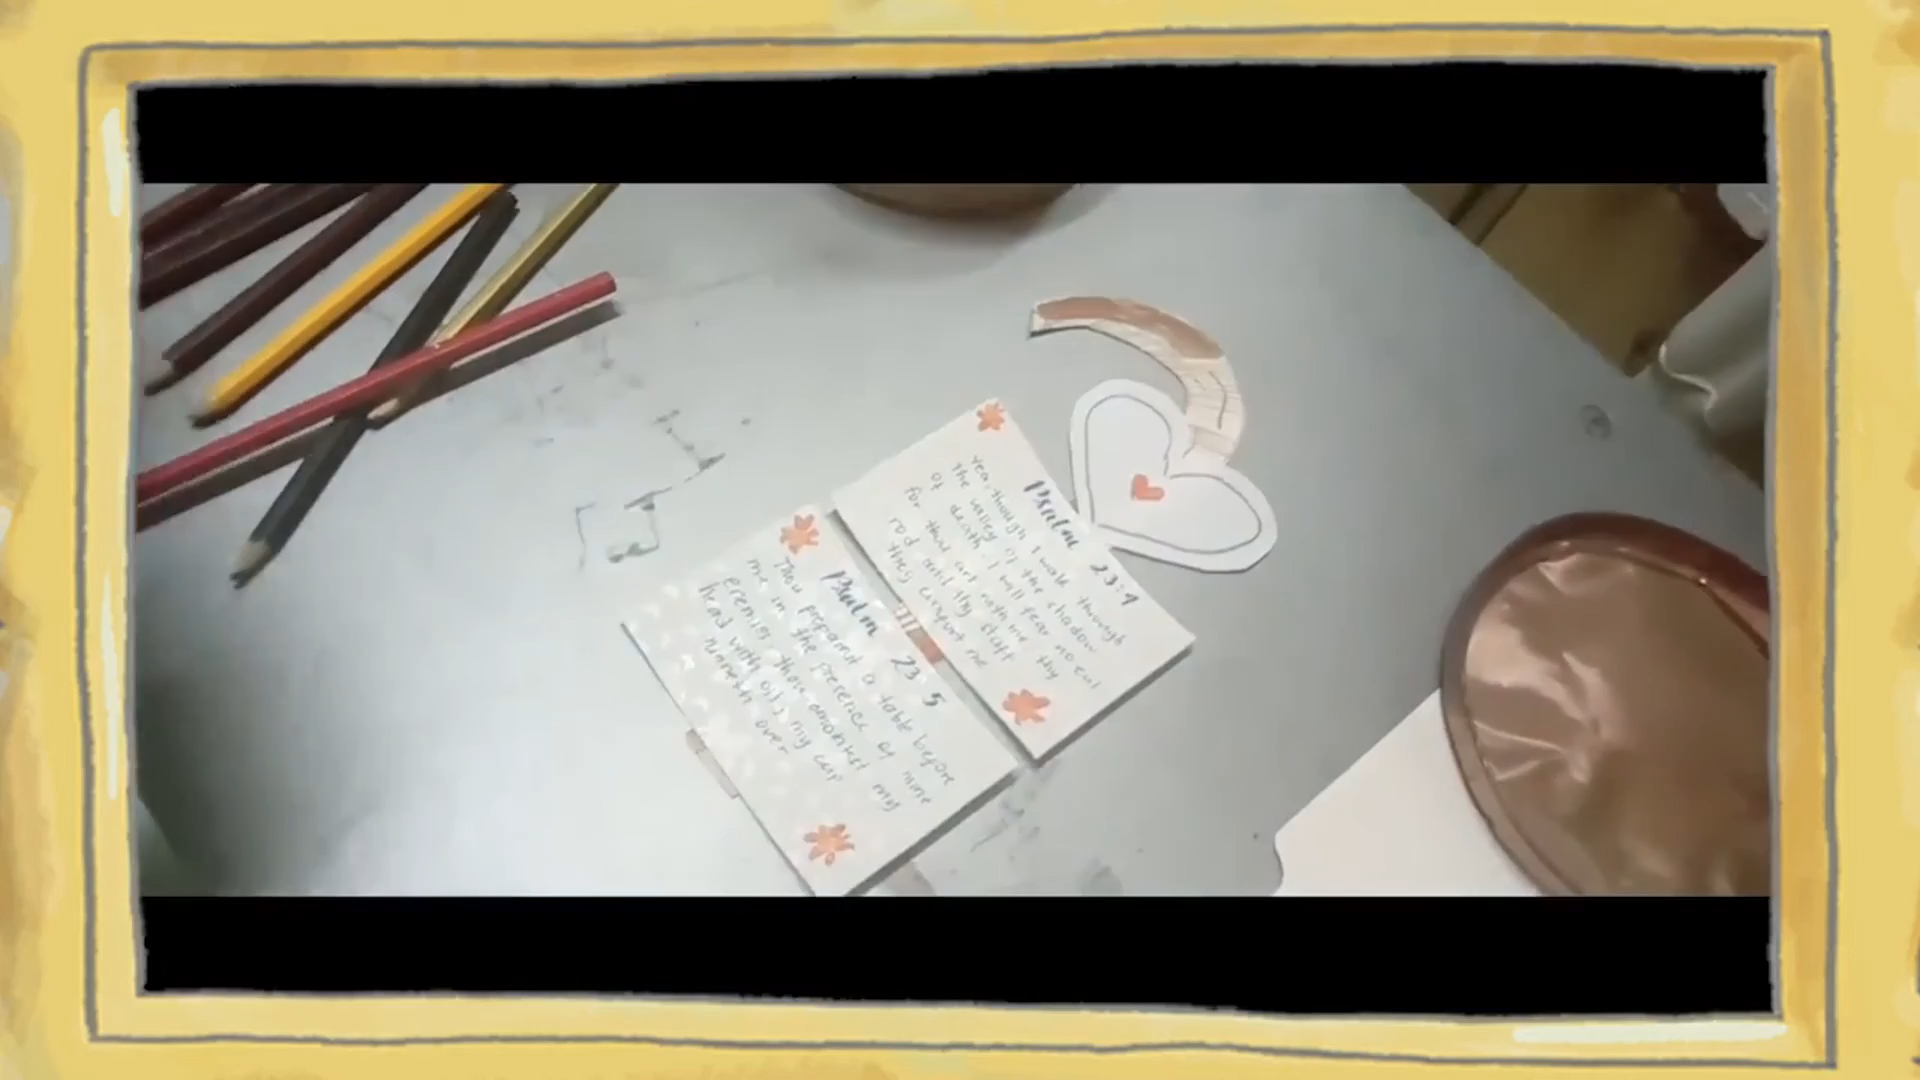 Psalm 23:4
Yea, though I walk through
the valley of the shadow
of death, I will fear no evil
for thou art with me thy
rod and thy staff
they comfort me
Psalm 23 5
Thou preparest a table before
me in the presence of mine
enemies: thou anointest my
head with oil; my cup
runneth over